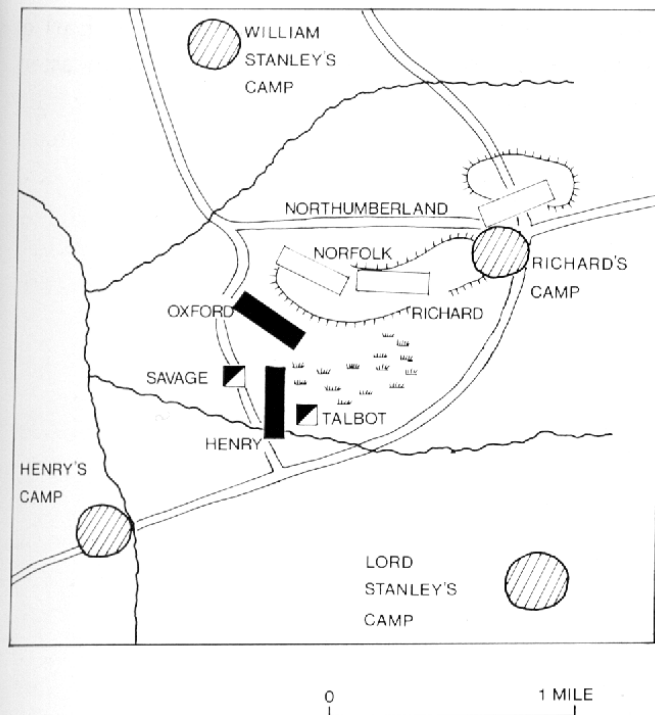 WILLIAM
STANLEY'S
CAMP
NORTHUMBERLAND
NORFOLK
RICHARD'S
CAMP
OXFORD
RICHARD
SAVAGE
TALBOT
HENRY
HENRY'S
CAMP
LORD
STANLEY'S
CAMP
0
1 MILE